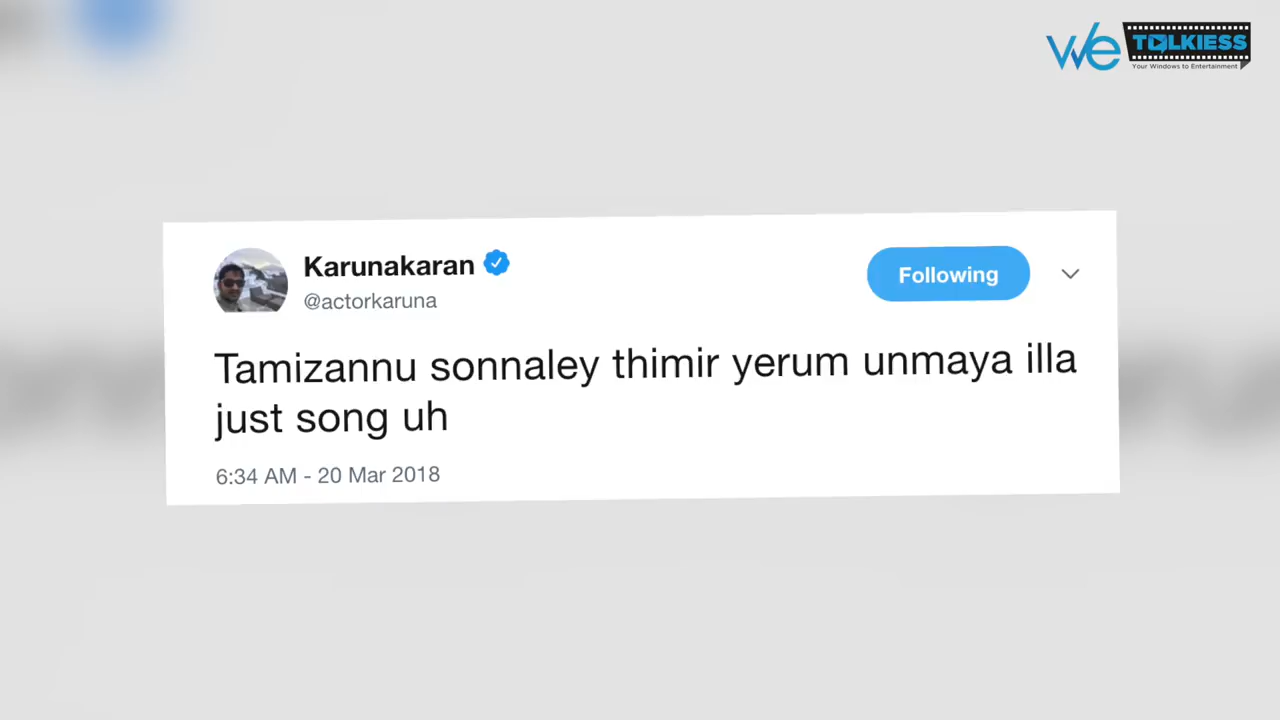 We TALKIESS
Your Windows to Entertainment
Karunakaran
Following
@actorkaruna
Tamizannu sonnaley thimir yerum unmaya illa
just song uh
6:34 AM - 20 Mar 2018